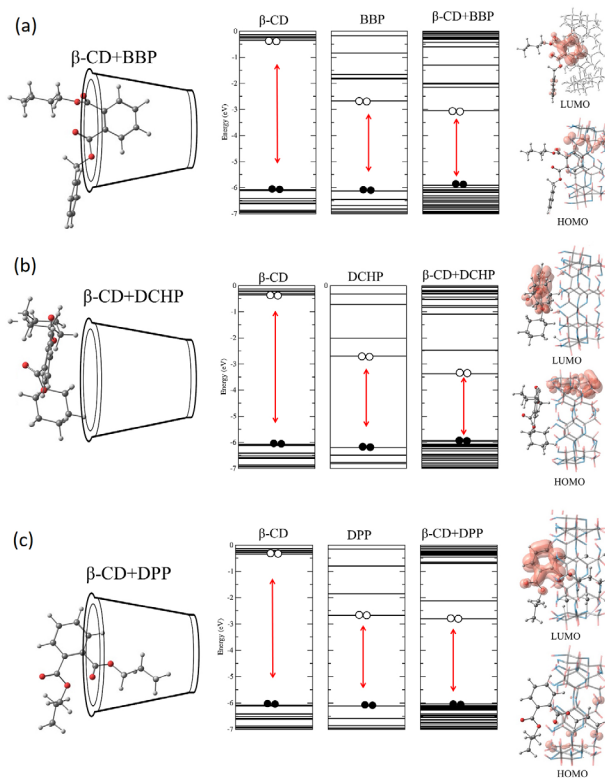 (a)
β-CD+BBP
β-CD
BBP
β-CD+BBP
Energy (eV)
0
-1
-2
-3
-4
-5
-6
-7
LUMO
HOMO
(b)
β-CD+DCHP
β-CD
DCHP
β-CD+DCHP
Energy (eV)
0
-1
-2
-3
-4
-5
-6
-7
0
LUMO
HOMO
(c)
β-CD+DPP
β-CD
DPP
β-CD+DPP
Energy (eV)
0
-1
-2
-3
-4
-5
-6
-7
LUMO
HOMO